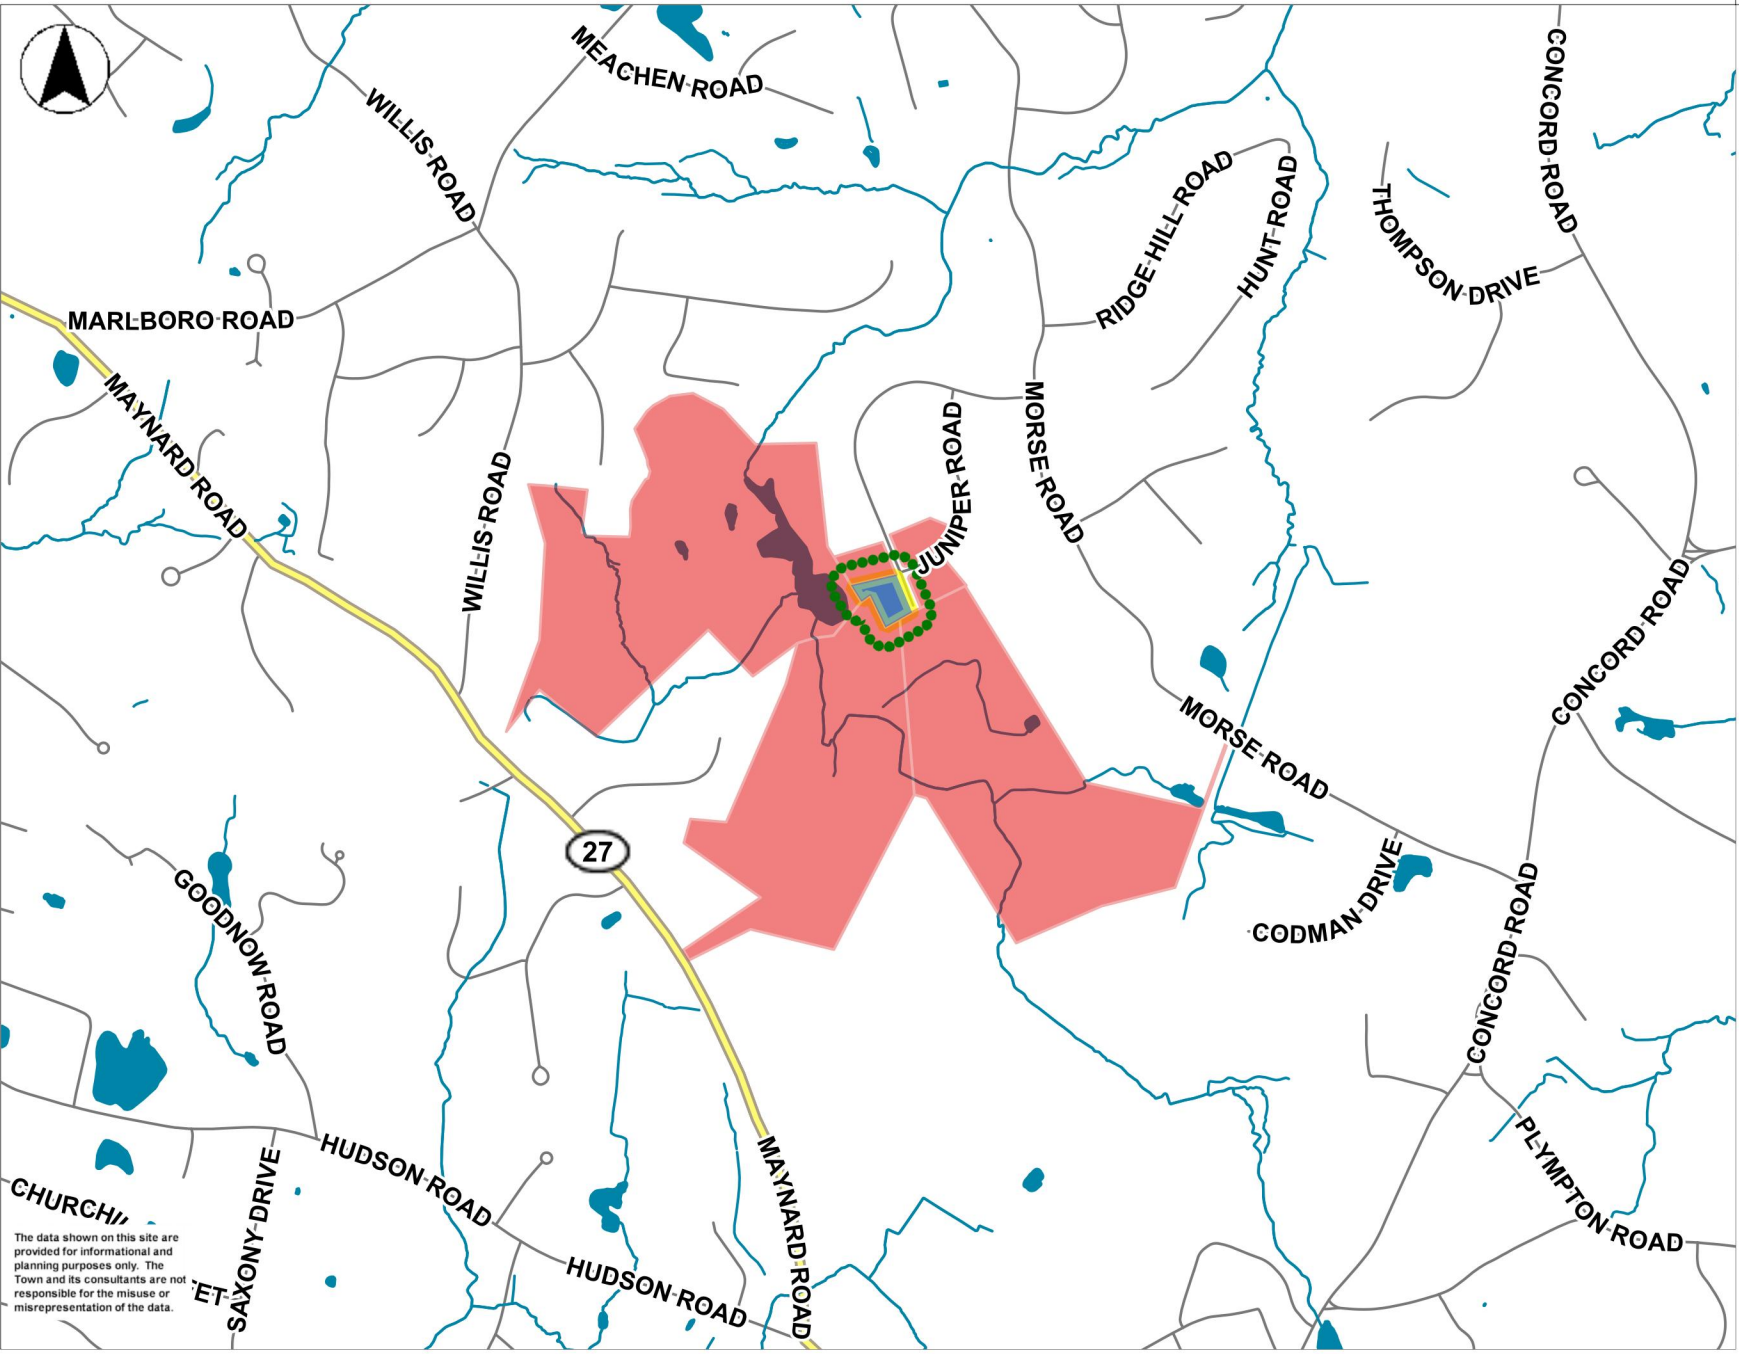 MEACHEN ROAD
CONCORD ROAD
WILLIS ROAD
RIDGE HILL ROAD
HUNT ROAD
THOMPSON DRIVE
MARLBORO ROAD
MAYNARD ROAD
WILLIS ROAD
JUNIPER ROAD
MORSE ROAD
CONCORD ROAD
MORSE ROAD
27
GOODNOW ROAD
CODMAN DRIVE
CONCORD ROAD
HUDSON ROAD
SAXONY DRIVE
MAYNARD ROAD
PLYMPTON ROAD
HUDSON ROAD
The data shown on this site are
provided for informational and
planning purposes only. The
Town and its consultants are not
responsible for the misuse or
misrepresentation of the data.